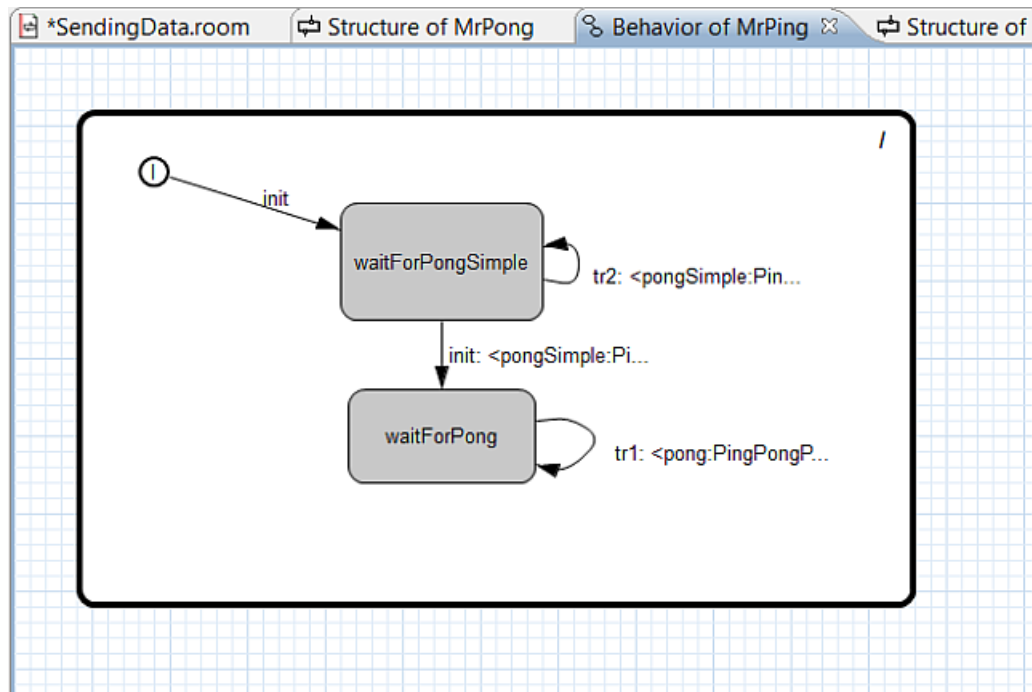 *SendingData.room
Structure of MrPong
Behavior of MrPing
Structure of
/
I
init
waitForPongSimple
tr2: <pongSimple:Pin...
init: <pongSimple:Pi...
waitForPong
tr1: <pong:PingPongP...